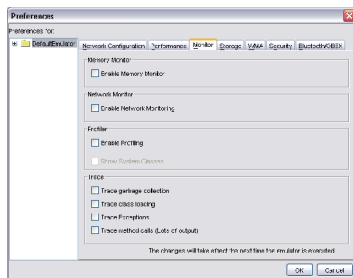 Preferences
Preferences for:
DefaultEmulator
Network Configuration Performance Monitor Storage WMA Security Bluetooth/OBEX
Memory Monitor
Enable Memory Monitor
Network Monitor
Enable Network Monitoring
Profiler
Enable Profiling
Show System Classes
Trace
Trace garbage collection
Trace class loading
Trace Exceptions
Trace method calls (Lots of output)
The changes will take effect the next time the emulator is executed
OK Cancel